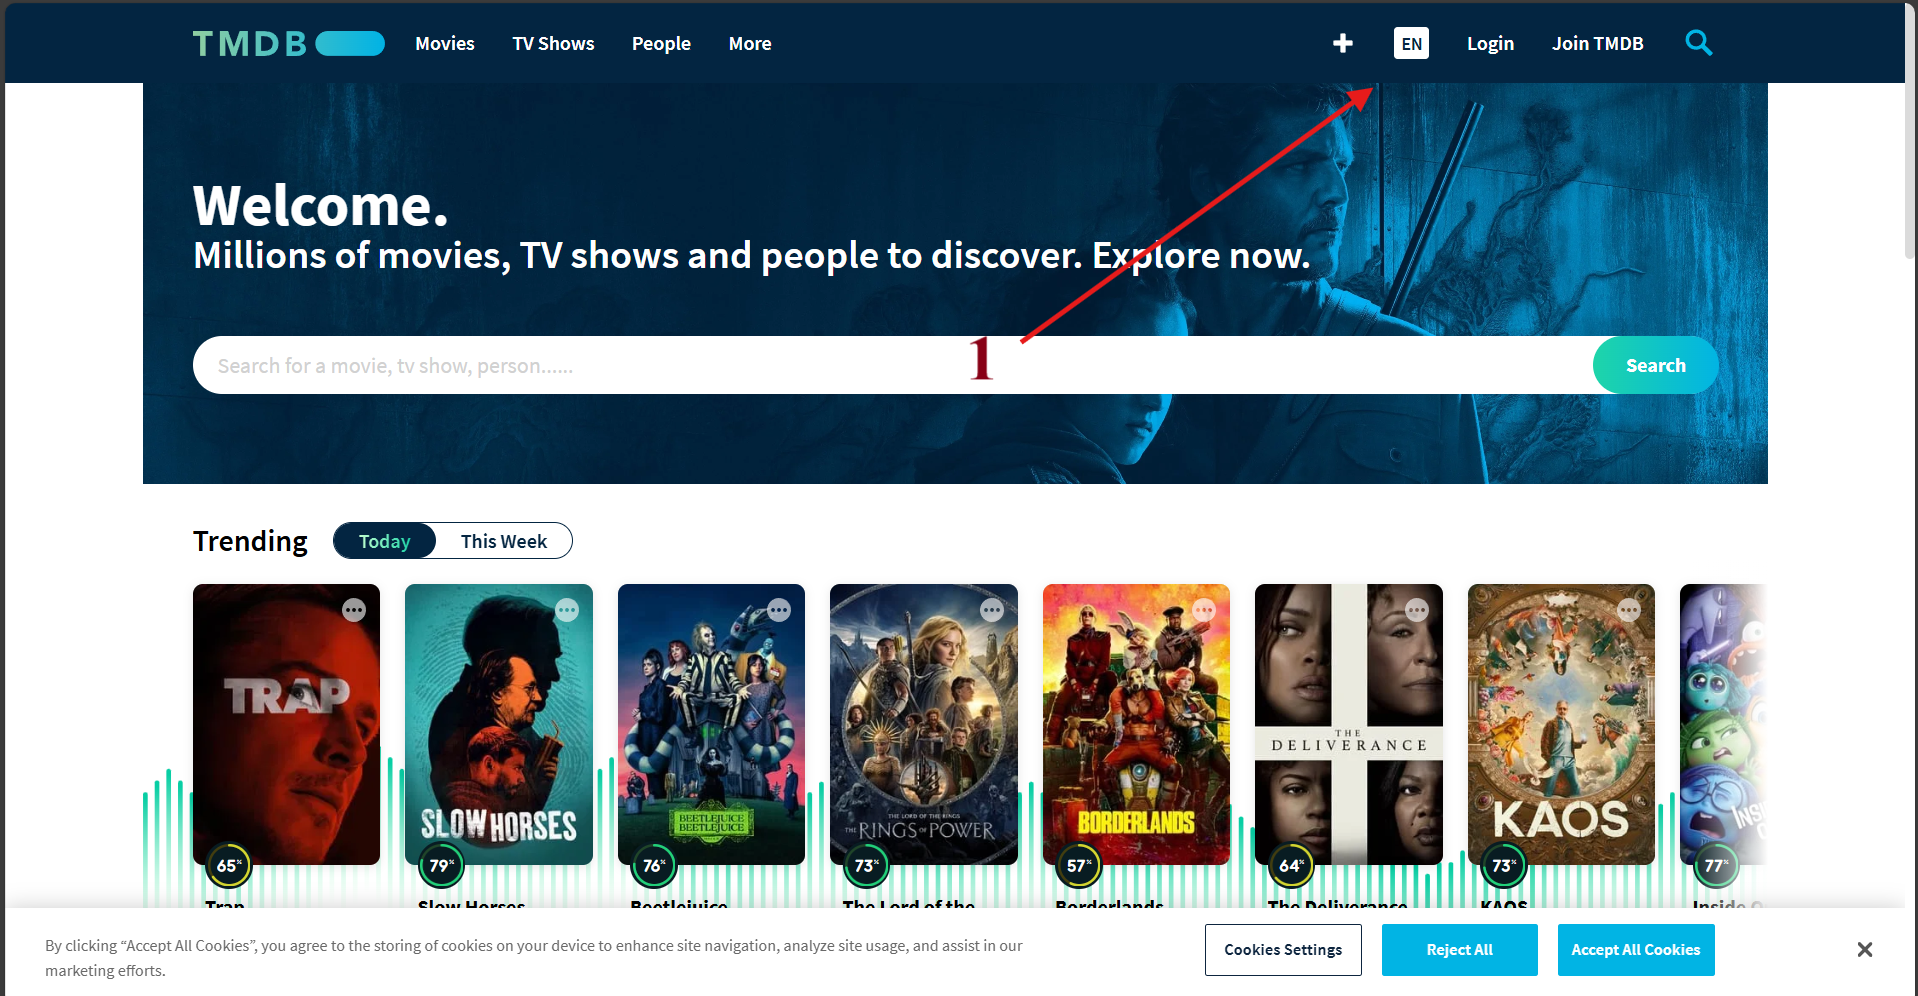 TMDB Movies TV Shows People More EN Login Join TMDB
Welcome.
Millions of movies, TV shows and people to discover. Explore now.
1
Search for a movie, tv show, person...... Search
Trending Today This Week
TRAP
SLOW HORSES
BEETLEJUICE
BEETLEJUICE
THE LORD OF THE RINGS
THE RINGS OF POWER
BORDERLANDS
THE
DELIVERANCE
KAOS
65% 79% 76% 73% 57% 64% 73% 77%
Trap Slow Horses Beetlejuice The Lord of the Borderlands The Deliverance KAOS Inside
By clicking “Accept All Cookies”, you agree to the storing of cookies on your device to enhance site navigation, analyze site usage, and assist in our
marketing efforts.
Cookies Settings Reject All Accept All Cookies